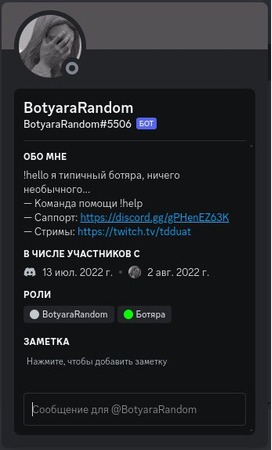 BotyaraRandom
BotyaraRandom#5506 БОТ
ОБО МНЕ
!hello я типичный ботяра, ничего
необычного...
— Команда помощи !help
— Саппорт: https://discord.gg/gPHenEZ63K
— Стримы: https://twitch.tv/tdduat
В ЧИСЛЕ УЧАСТНИКОВ С
13 июл. 2022 г. • 2 авг. 2022 г.
РОЛИ
BotyaraRandom Ботяра
ЗАМЕТКА
Нажмите, чтобы добавить заметку
Сообщение для @BotyaraRandom